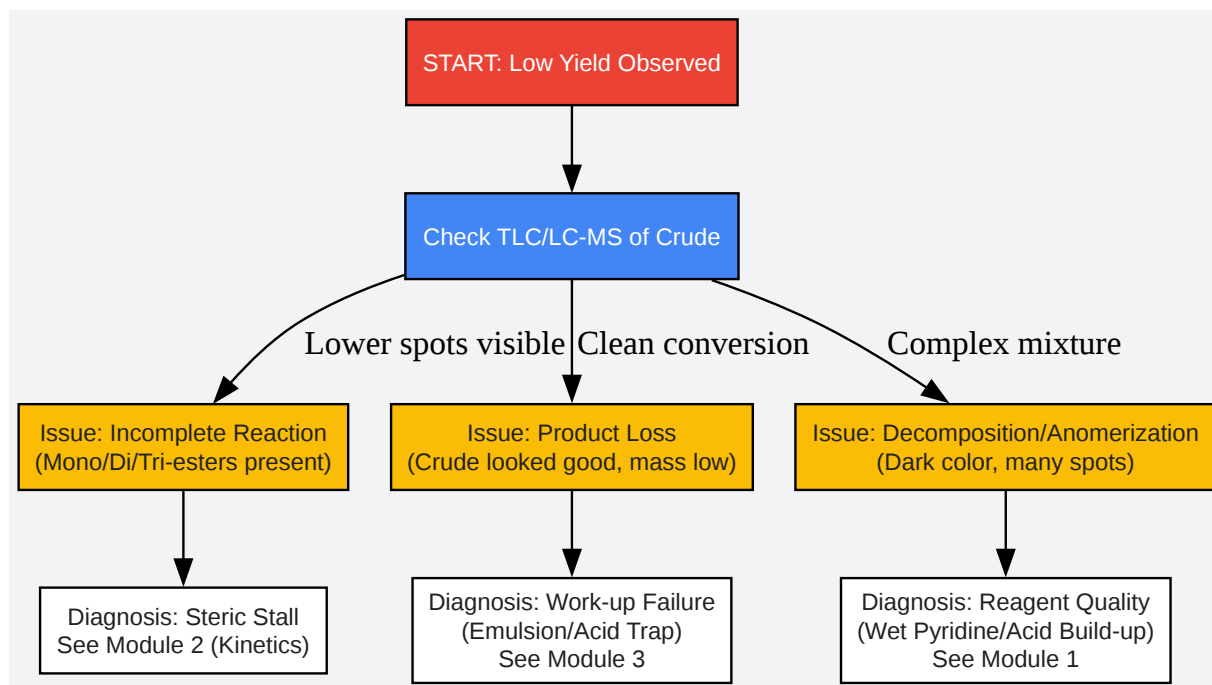 START: Low Yield Observed
Check TLC/LC-MS of Crude
Lower spots visible
Clean conversion
Complex mixture
Issue: Incomplete Reaction
(Mono/Di/Tri-esters present)
Issue: Product Loss
(Crude looked good, mass low)
Issue: Decomposition/Anomerization
(Dark color, many spots)
Diagnosis: Steric Stall
See Module 2 (Kinetics)
Diagnosis: Work-up Failure
(Emulsion/Acid Trap)
See Module 3
Diagnosis: Reagent Quality
(Wet Pyridine/Acid Build-up)
See Module 1